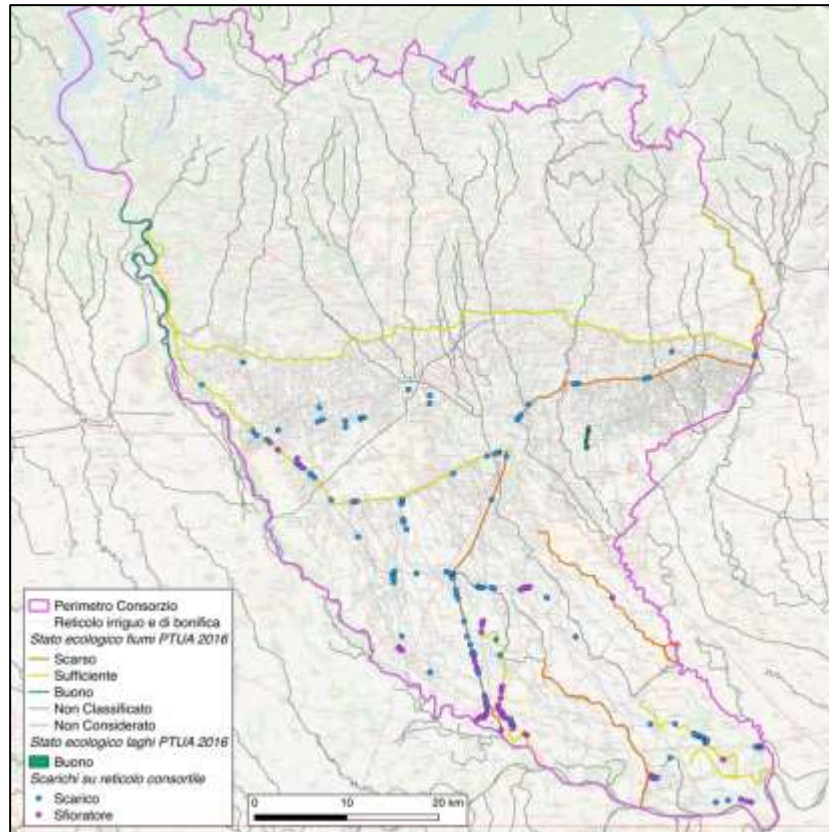 Perimetro Consorzio
Reticolo irriguo e di bonifica
Stato ecologico fiumi PTUA 2016
Scarso
Sufficiente
Buono
Non Classificato
Non Considerato
Stato ecologico laghi PTUA 2016
Buono
Scarichi su reticolo consortile
Scarico
Sfioratore
0 10 20 km